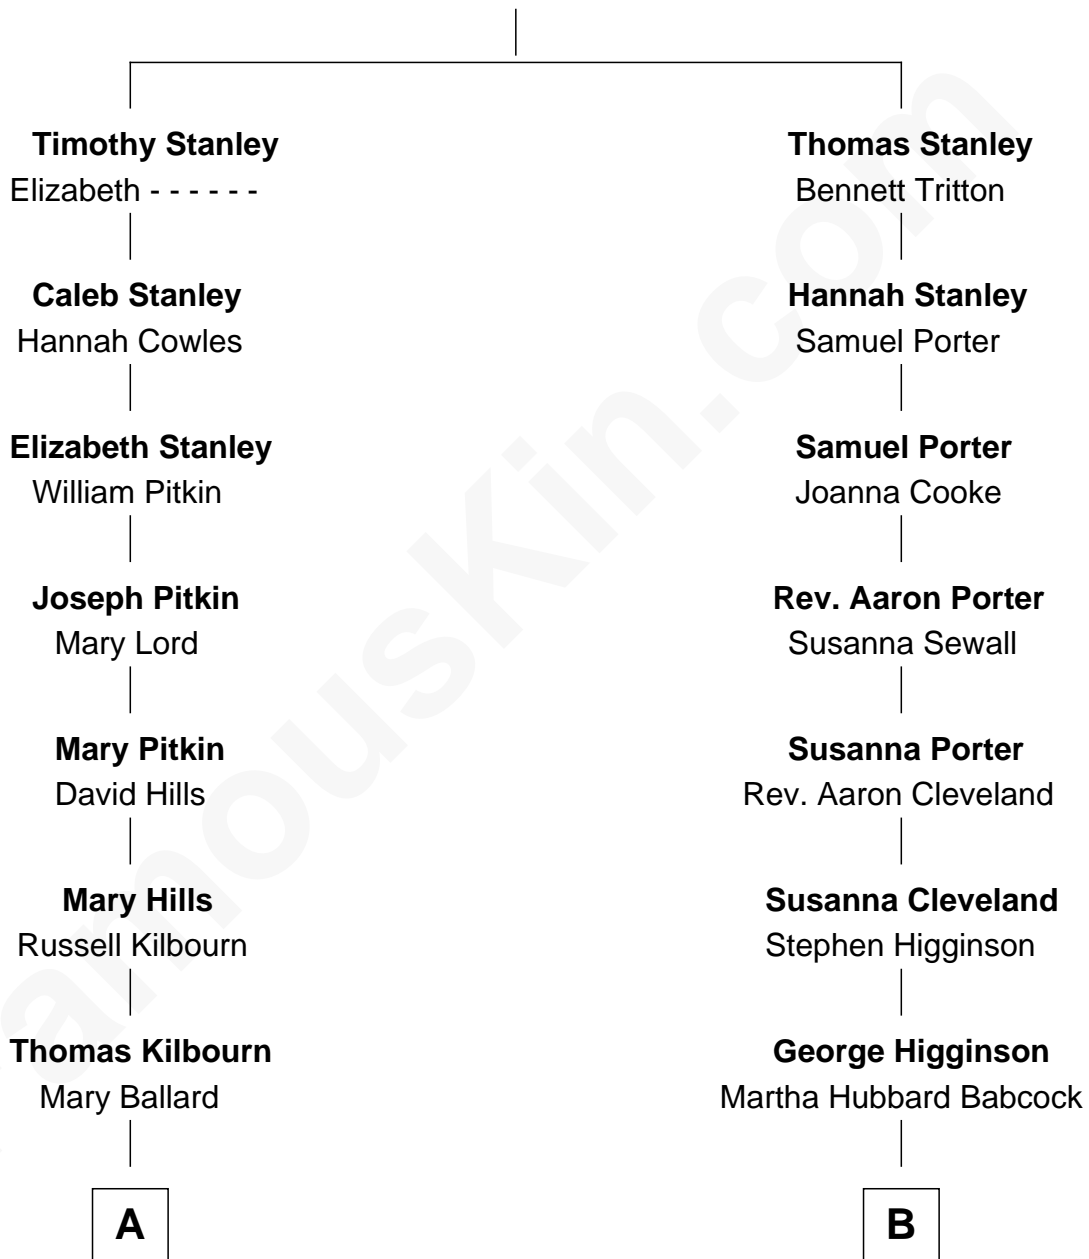 Timothy Stanley
Elizabeth - - - - - -
Caleb Stanley
Hannah Cowles
Elizabeth Stanley
William Pitkin
Joseph Pitkin
Mary Lord
Mary Pitkin
David Hills
Mary Hills
Russell Kilbourn
Thomas Kilbourn
Mary Ballard
A
Thomas Stanley
Bennett Tritton
Hannah Stanley
Samuel Porter
Samuel Porter
Joanna Cooke
Rev. Aaron Porter
Susanna Sewall
Susanna Porter
Rev. Aaron Cleveland
Susanna Cleveland
Stephen Higginson
George Higginson
Martha Hubbard Babcock
B
amouskin.com